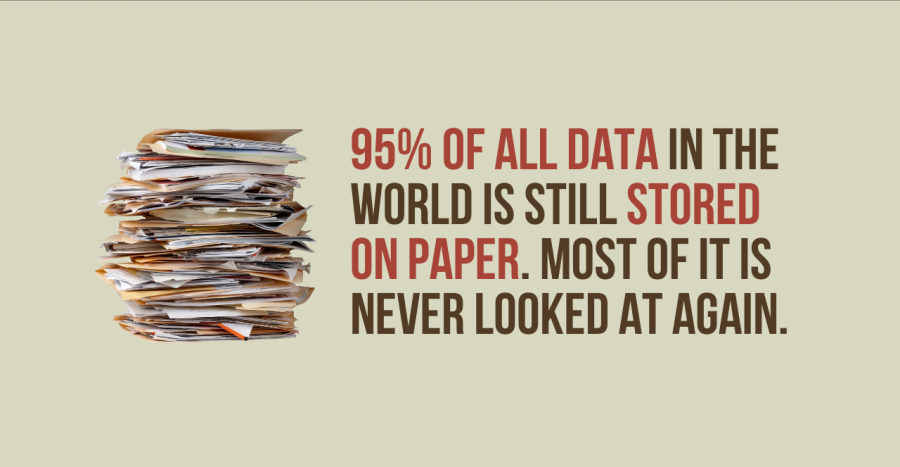 95% OF ALL DATA IN THE
WORLD IS STILL STORED
ON PAPER. MOST OF IT IS
NEVER LOOKED AT AGAIN.